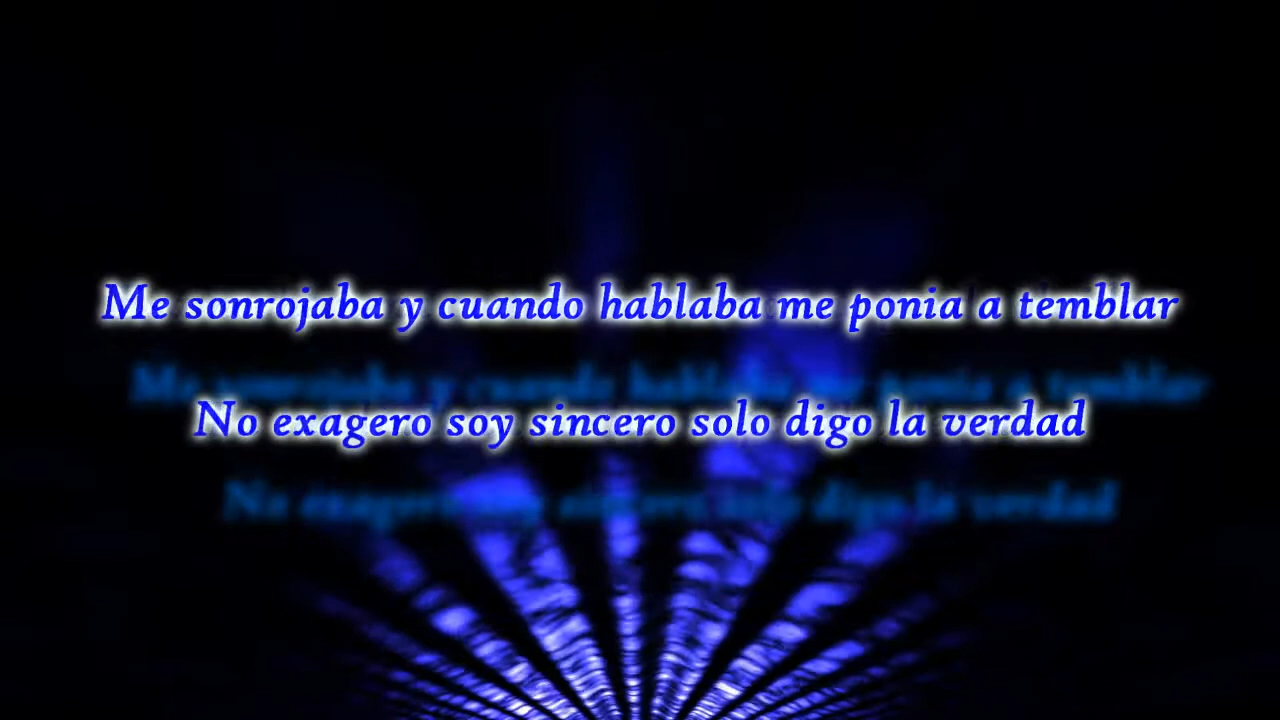 Me sonrojaba y cuando hablaba me ponia a temblar
No exagero soy sincero solo digo la verdad